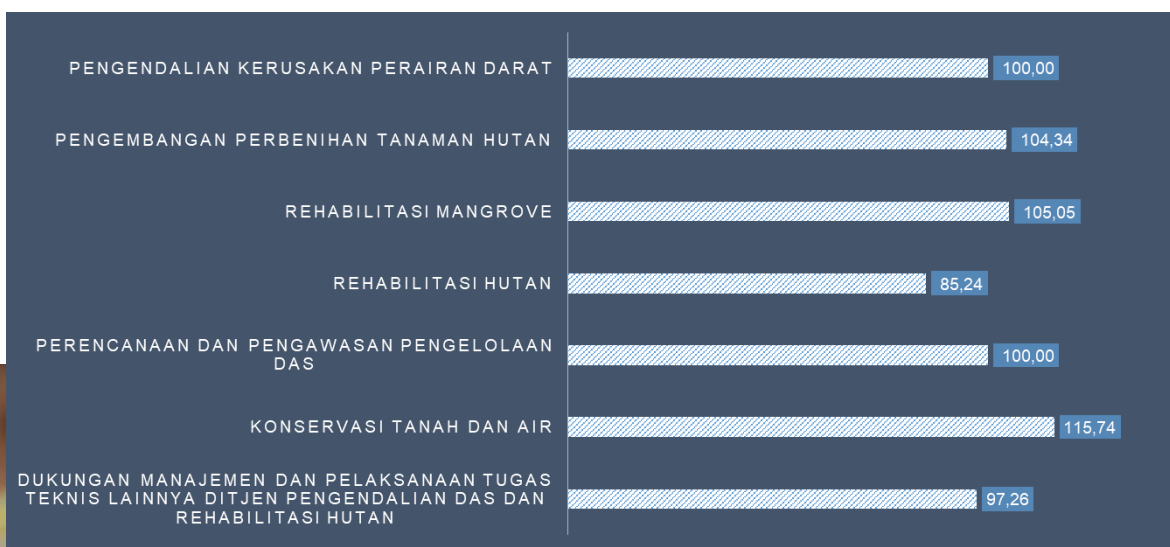 PENGENDALIAN KERUSAKAN PERAIRAN DARAT 100,00
PENGEMBANGAN PERBENIHAN TANAMAN HUTAN 104,34
REHABILITASI MANGROVE 105,05
REHABILITASI HUTAN 85,24
PERENCANAAN DAN PENGAWASAN PENGELOLAAN
DAS
100,00
KONSERVASI TANAH DAN AIR 115,74
DUKUNGAN MANAJEMEN DAN PELAKSANAAN TUGAS
TEKNIS LAINNYA DITJEN PENGENDALIAN DAS DAN
REHABILITASI HUTAN
97,26